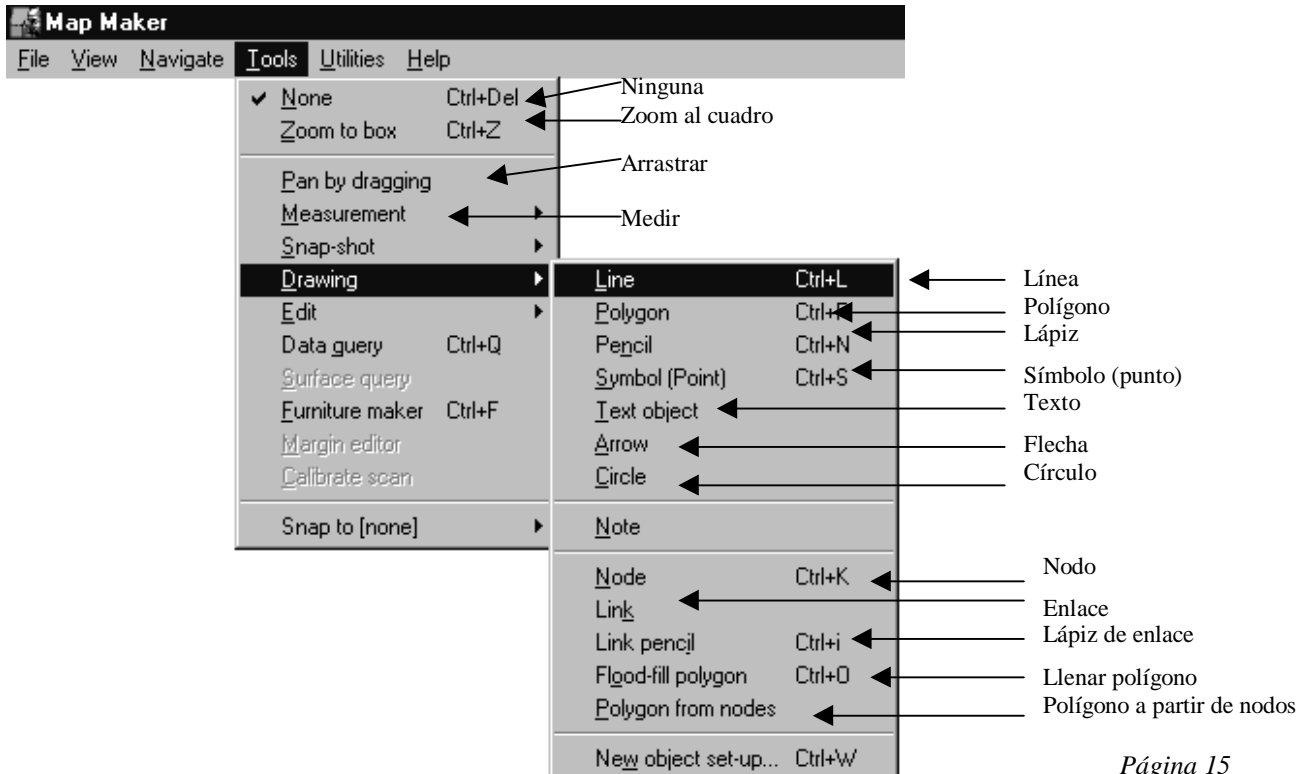 Map Maker
File View Navigate Tools Utilities Help
None Ctrl+Del Ninguna
Zoom to box Ctrl+Z Zoom al cuadro
Pan by dragging Arrastrar
Measurement Medir
Snap-shot
Drawing Line Ctrl+L Línea
Edit Polygon Ctrl+P Polígono
Data query Ctrl+Q Pencil Ctrl+N Lápiz
Surface query Symbol (Point) Ctrl+S Símbolo (punto)
Furniture maker Ctrl+F Text object Texto
Margin editor Arrow Flecha
Calibrate scan Circle Círculo
Snap to [none] Note
Node Ctrl+K Nodo
Link Enlace
Link pencil Ctrl+i Lápiz de enlace
Flood-fill polygon Ctrl+O Llenar polígono
Polygon from nodes Polígono a partir de nodos
New object set-up... Ctrl+W
Página 15